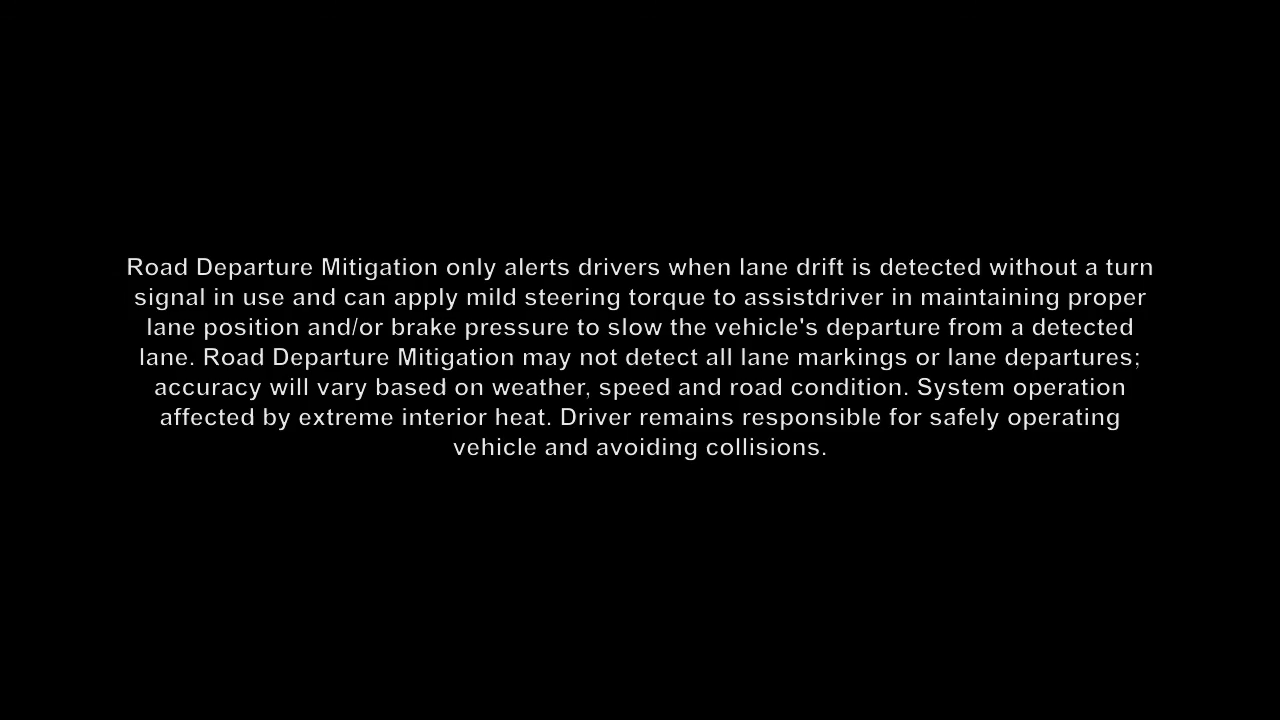 Road Departure Mitigation only alerts drivers when lane drift is detected without a turn
signal in use and can apply mild steering torque to assistdriver in maintaining proper
lane position and/or brake pressure to slow the vehicle's departure from a detected
lane. Road Departure Mitigation may not detect all lane markings or lane departures;
accuracy will vary based on weather, speed and road condition. System operation
affected by extreme interior heat. Driver remains responsible for safely operating
vehicle and avoiding collisions.